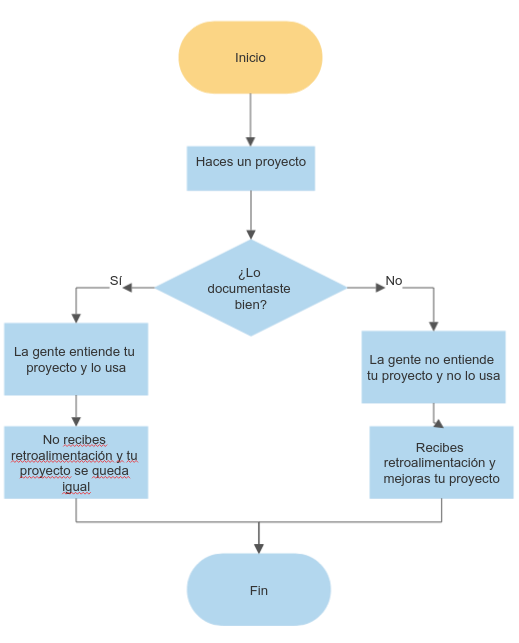 Inicio
Haces un proyecto
¿Lo
documentaste
bien?
Sí
No
La gente entiende tu
proyecto y lo usa
La gente no entiende
tu proyecto y no lo usa
No recibes
retroalimentación y tu
proyecto se queda
igual
Recibes
retroalimentación y
mejoras tu proyecto
Fin